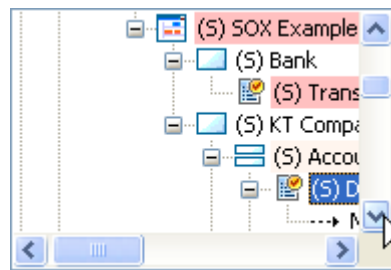 (S) SOX Example
(S) Bank
(S) Trans
(S) KT Compa
(S) Accou
(S) D